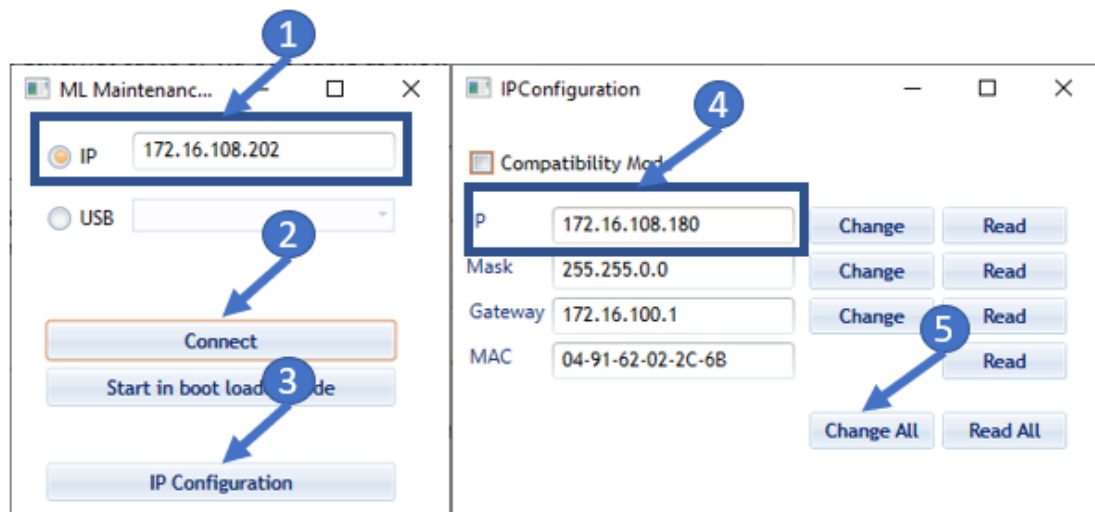 1
ML Maintenanc...
IP 172.16.108.202
USB
2
Connect
Start in boot load de
3
IP Configuration
IPConfiguration
4
Compatibility Mod
IP 172.16.108.180 Change Read
Mask 255.255.0.0 Change Read
Gateway 172.16.100.1 Change Read
5
MAC 04-91-62-02-2C-6B Read
Change All Read All